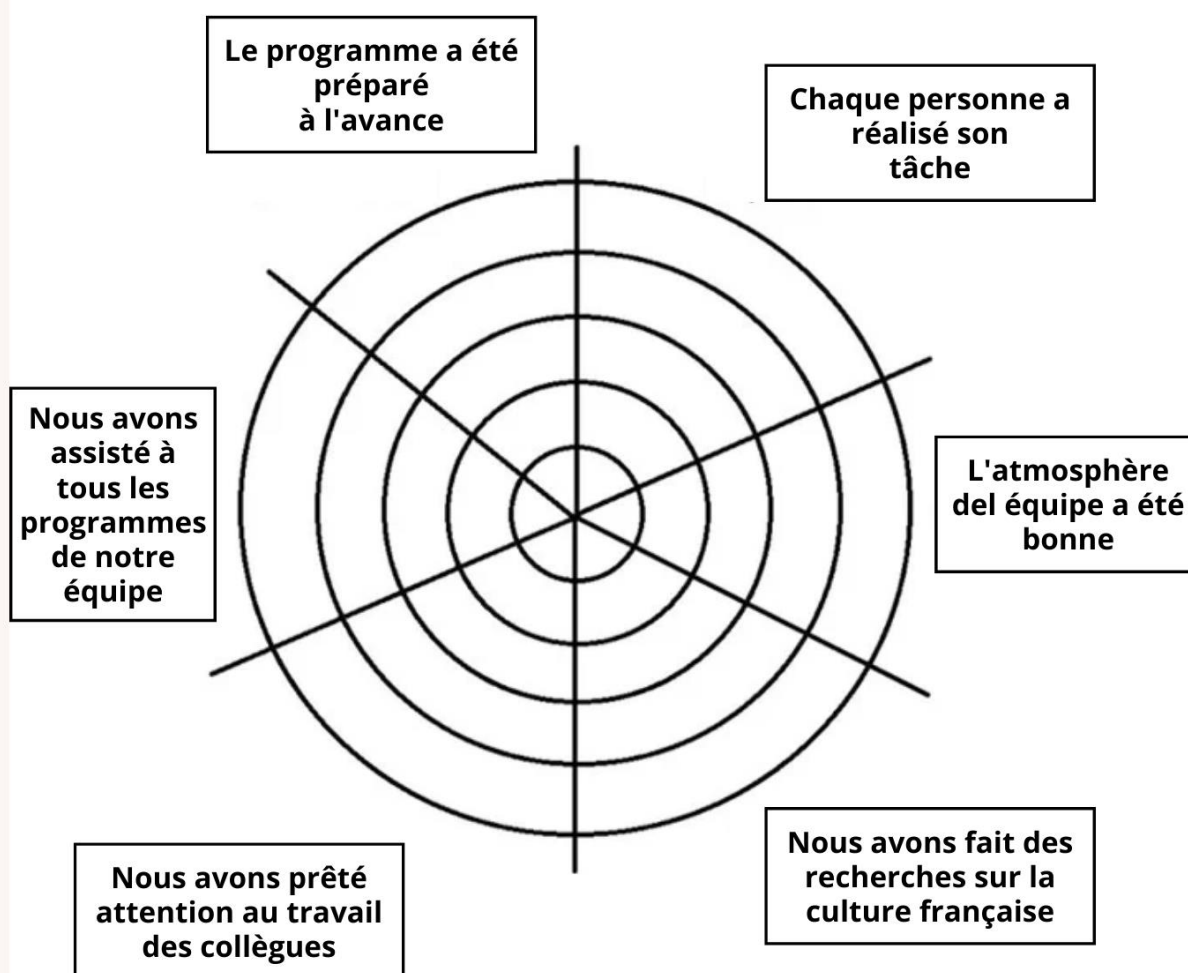 Le programme a été
préparé
à l'avance
Chaque personne a
réalisé son
tâche
Nous avons
assisté à
tous les
programmes
de notre
équipe
L'atmosphère
del équipe a été
bonne
Nous avons prêté
attention au travail
des collègues
Nous avons fait des
recherches sur la
culture française